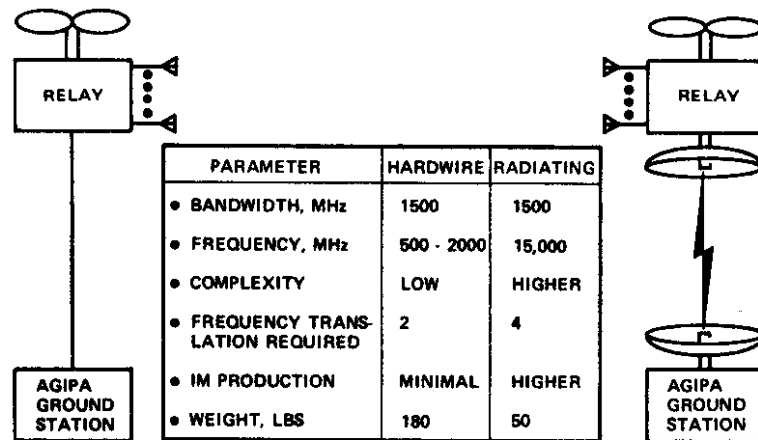 RELAY
RELAY
PARAMETER HARDWIRE RADIATING
• BANDWIDTH, MHz 1500 1500
• FREQUENCY, MHz 500 - 2000 15,000
• COMPLEXITY LOW HIGHER
• FREQUENCY TRANS-
LATION REQUIRED 2 4
• IM PRODUCTION MINIMAL HIGHER
• WEIGHT, LBS 180 50
AGIPA
GROUND
STATION
AGIPA
GROUND
STATION